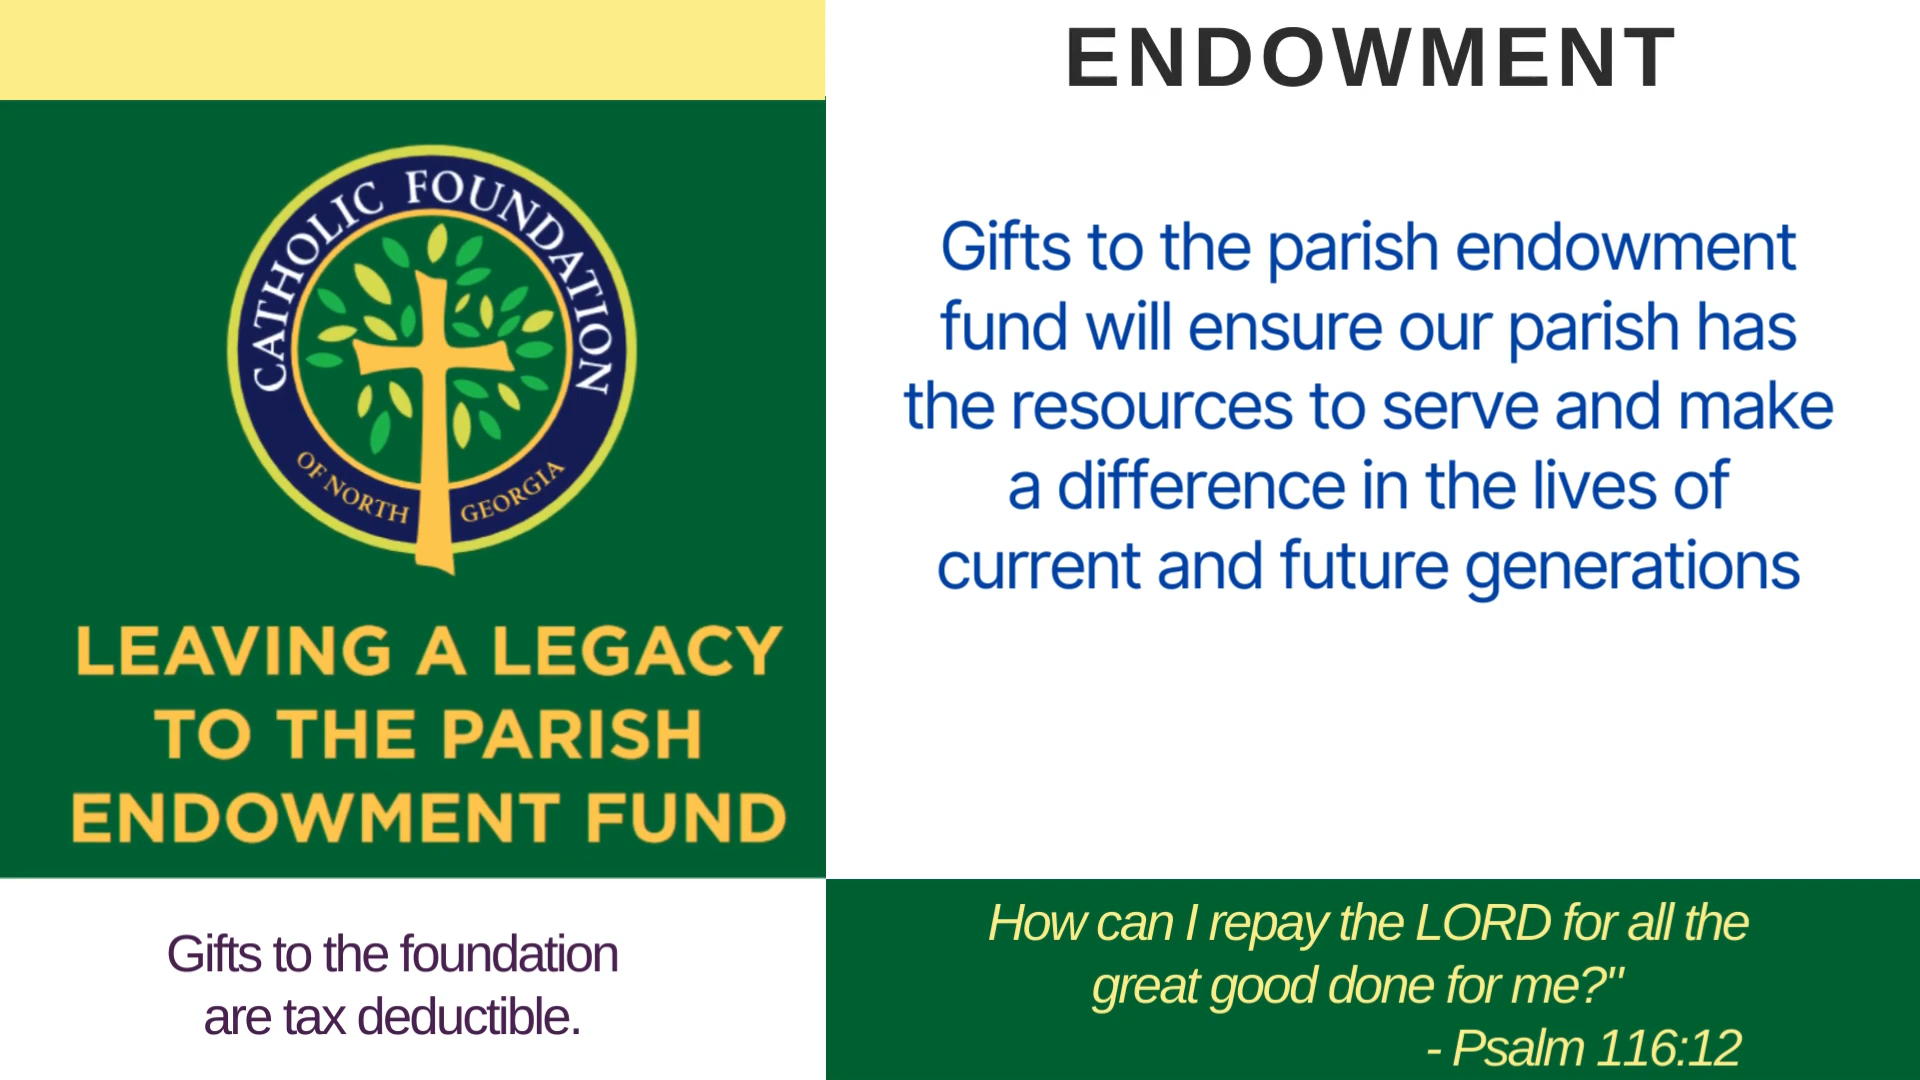 CATHOLIC FOUNDATION
OF NORTH GEORGIA
LEAVING A LEGACY
TO THE PARISH
ENDOWMENT FUND
Gifts to the foundation
are tax deductible.
ENDOWMENT
Gifts to the parish endowment
fund will ensure our parish has
the resources to serve and make
a difference in the lives of
current and future generations
How can I repay the LORD for all the
great good done for me?"
- Psalm 116:12